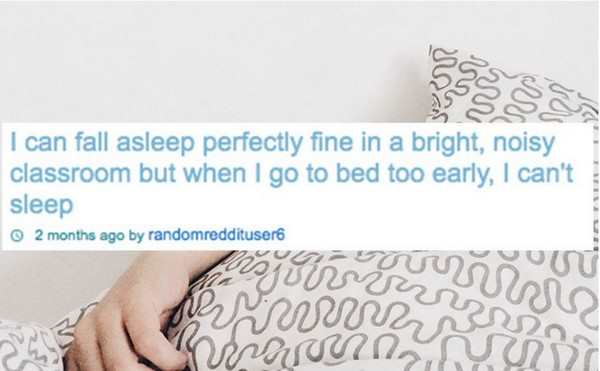 I can fall asleep perfectly fine in a bright, noisy
classroom but when I go to bed too early, I can't
sleep
2 months ago by randomreddituser6